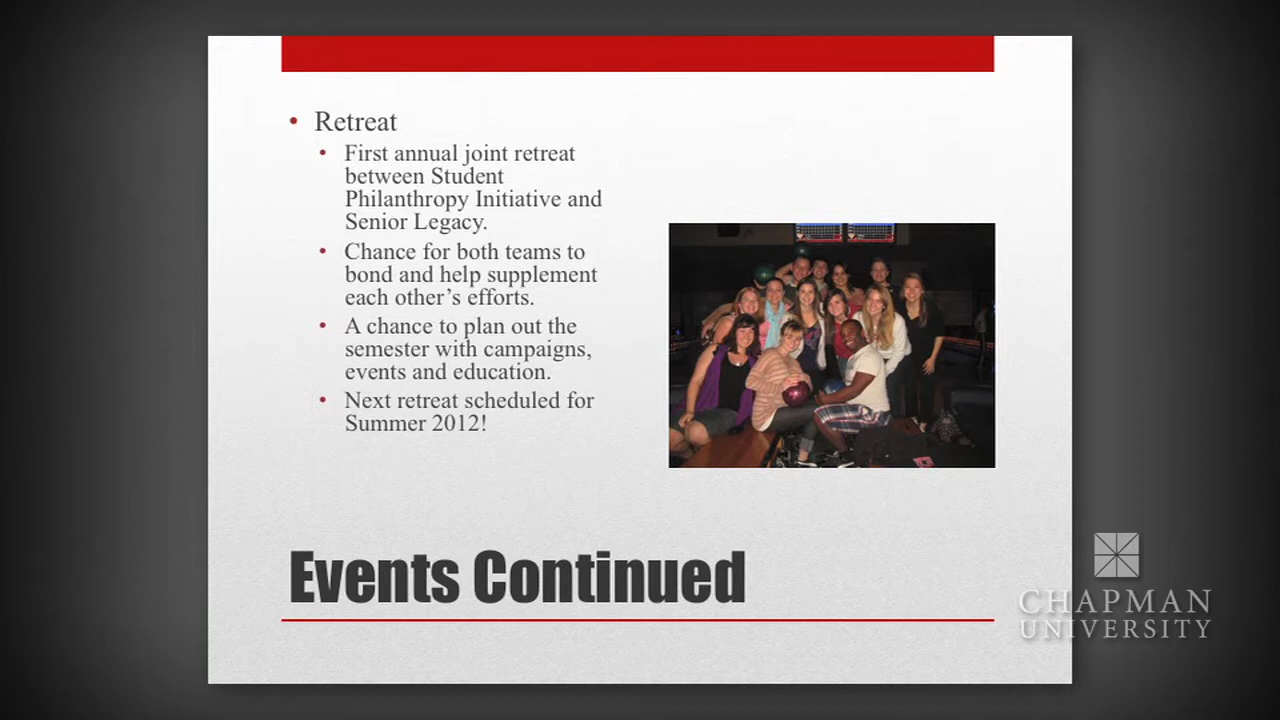 Retreat
First annual joint retreat
between Student
Philanthropy Initiative and
Senior Legacy.
Chance for both teams to
bond and help supplement
each other’s efforts.
A chance to plan out the
semester with campaigns,
events and education.
Next retreat scheduled for
Summer 2012!
Events Continued
CHAPMAN
UNIVERSITY